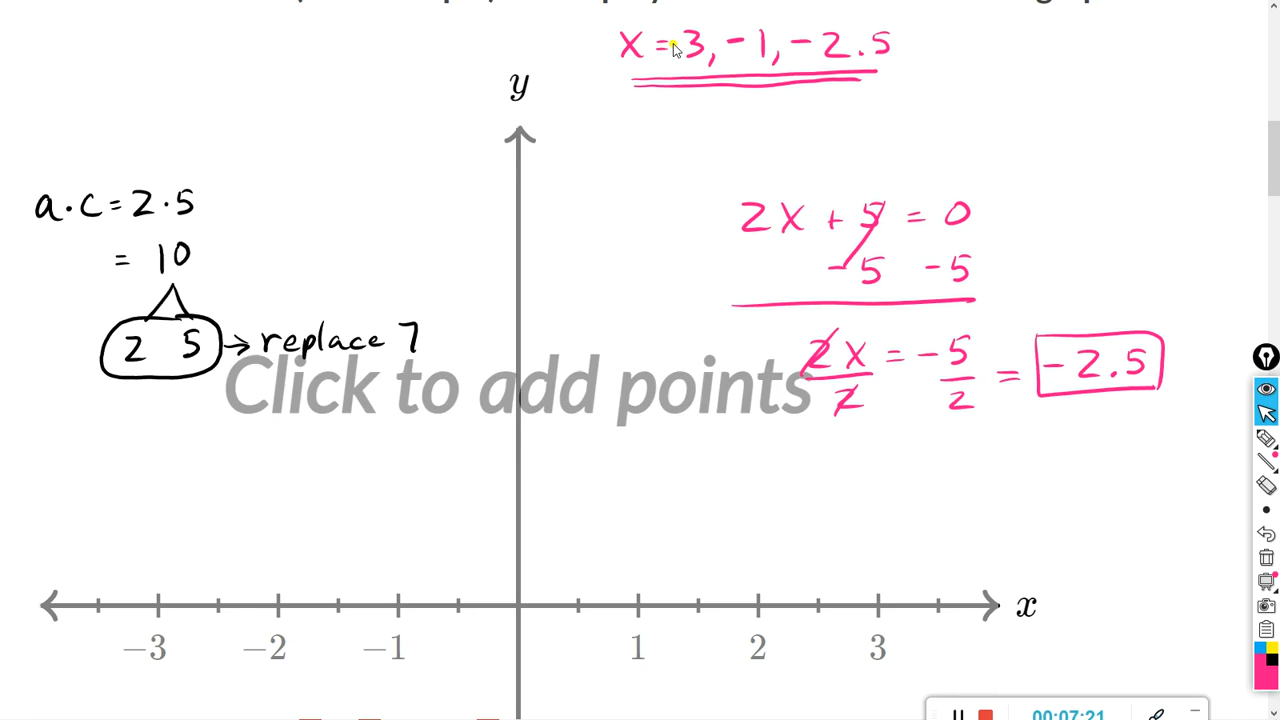 x = 3, -1, -2.5
y
a·c = 2·5
= 10
2 5 → replace 7
2x + 5 = 0
-5 -5
2x = -5 = -2.5
2 2
Click to add points
x
-3 -2 -1 1 2 3
00:07:21